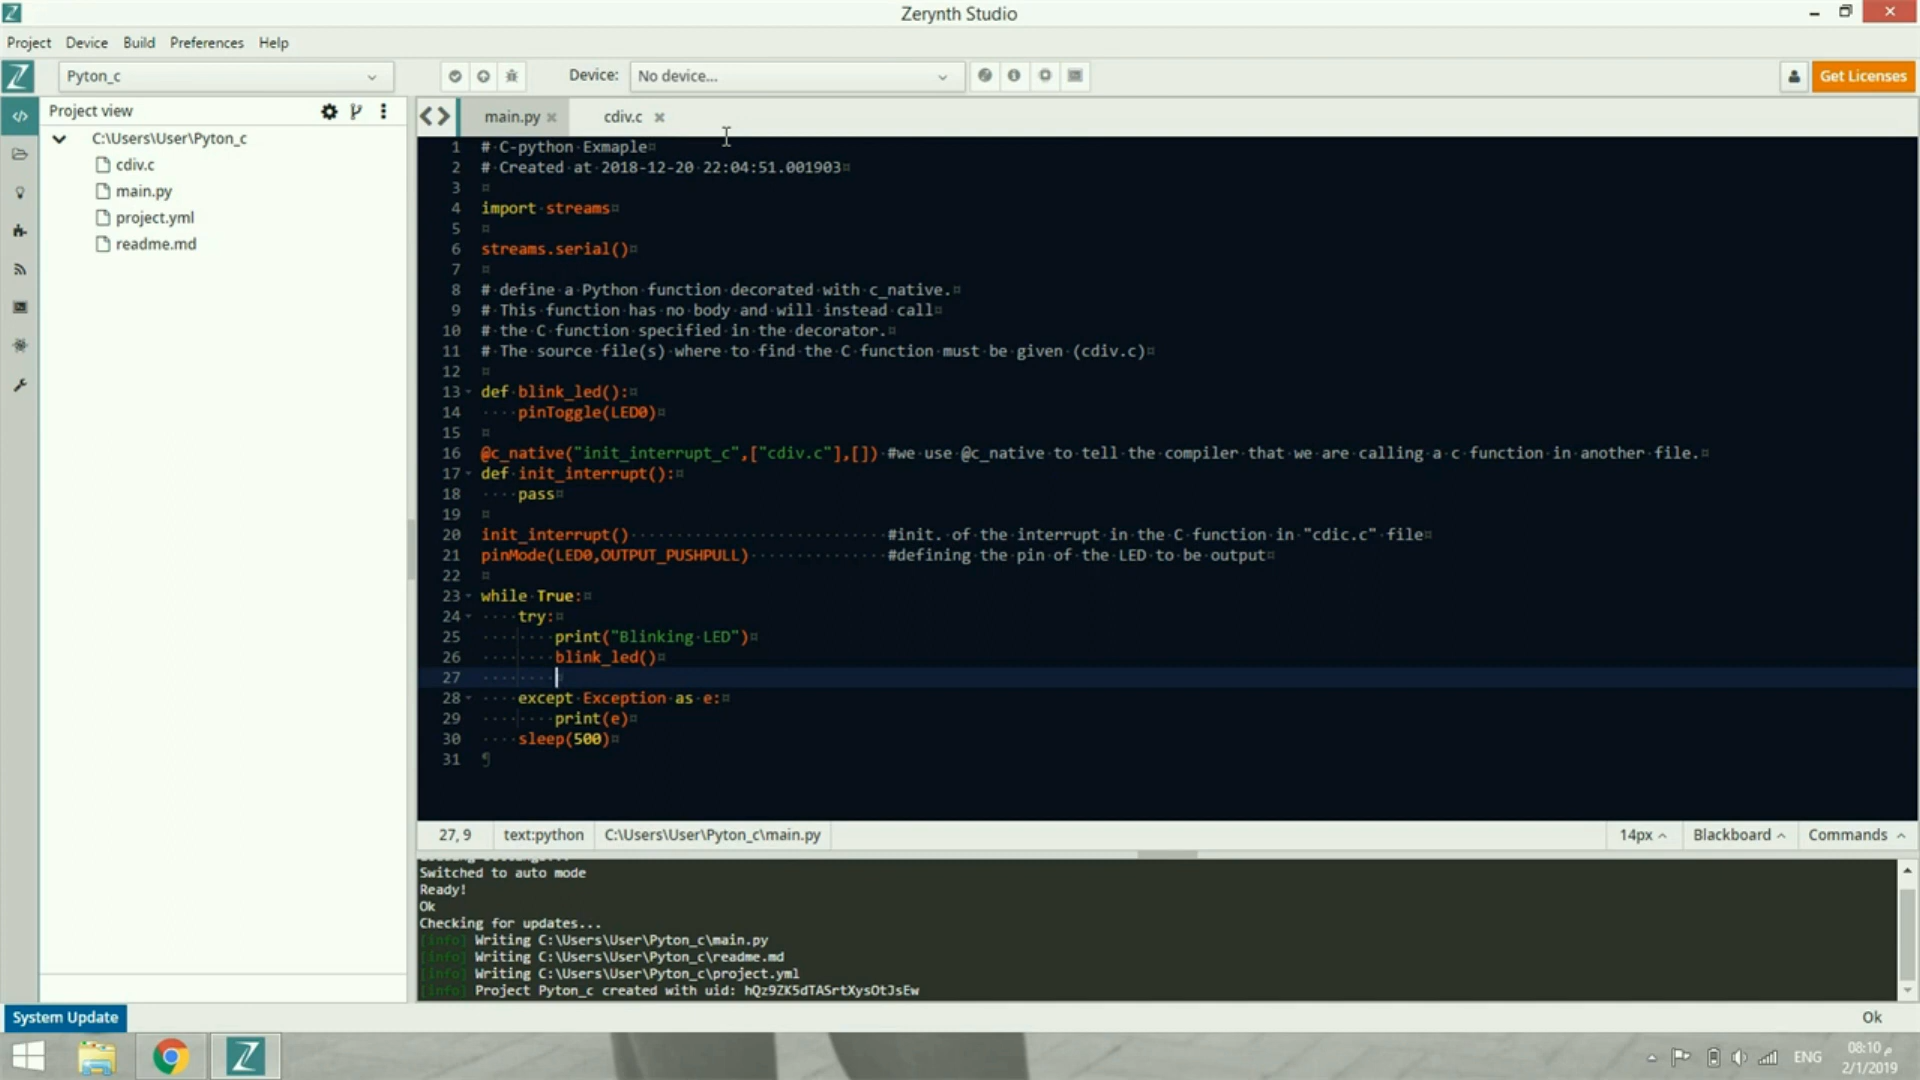 Zerynth Studio
Project Device Build Preferences Help
Pyton_c
Device: No device...
Get Licenses
Project view
main.py
cdiv.c
C:\Users\User\Pyton_c
cdiv.c
main.py
project.yml
readme.md
1 # C-python Exmaple
2 # Created at 2018-12-20 22:04:51.001903
3
4 import streams
5
6 streams.serial()
7
8 # define a Python function decorated with c_native.
9 # This function has no body and will instead call
10 # the C function specified in the decorator.
11 # The source file(s) where to find the C function must be given (cdiv.c)
12
13 def blink_led():
14 pinToggle(LED0)
15
16 @c_native("init_interrupt_c",["cdiv.c"],[]) #we use @c_native to tell the compiler that we are calling a c function in another file.
17 def init_interrupt():
18 pass
19
20 init_interrupt() #init. of the interrupt in the C function in "cdic.c" file
21 pinMode(LED0,OUTPUT_PUSHPULL) #defining the pin of the LED to be output
22
23 while True:
24 try:
25 print("Blinking LED")
26 blink_led()
27
28 except Exception as e:
29 print(e)
30 sleep(500)
31
27, 9 text:python C:\Users\User\Pyton_c\main.py 14px Blackboard Commands
Switched to auto mode
Ready!
Ok
Checking for updates...
[info] Writing C:\Users\User\Pyton_c\main.py
[info] Writing C:\Users\User\Pyton_c\readme.md
[info] Writing C:\Users\User\Pyton_c\project.yml
[info] Project Pyton_c created with uid: hQz9ZK5dTASrtXysOtJsEw
System Update
Ok
ENG
08:10 م
2/1/2019